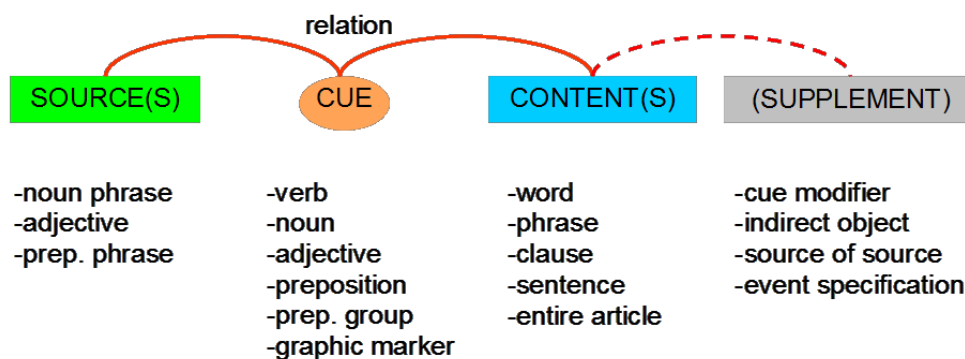 relation
SOURCE(S)
CUE
CONTENT(S)
(SUPPLEMENT)
-noun phrase
-adjective
-prep. phrase
-verb
-noun
-adjective
-preposition
-prep. group
-graphic marker
-word
-phrase
-clause
-sentence
-entire article
-cue modifier
-indirect object
-source of source
-event specification